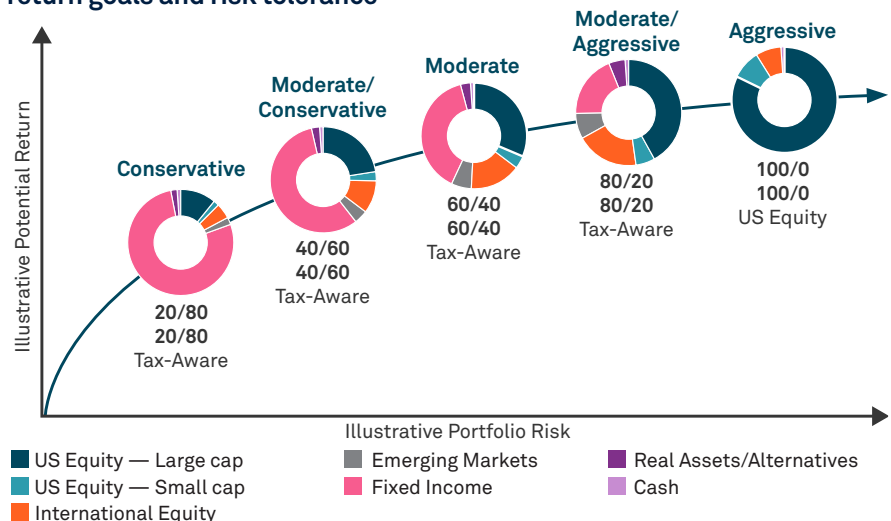 return goals and risk tolerance
Illustrative Potential Return
Conservative
20/80
20/80
Tax-Aware
Moderate/
Conservative
40/60
40/60
Tax-Aware
Moderate
60/40
60/40
Tax-Aware
Moderate/
Aggressive
80/20
80/20
Tax-Aware
Aggressive
100/0
100/0
US Equity
Illustrative Portfolio Risk
US Equity — Large cap
US Equity — Small cap
International Equity
Emerging Markets
Fixed Income
Real Assets/Alternatives
Cash